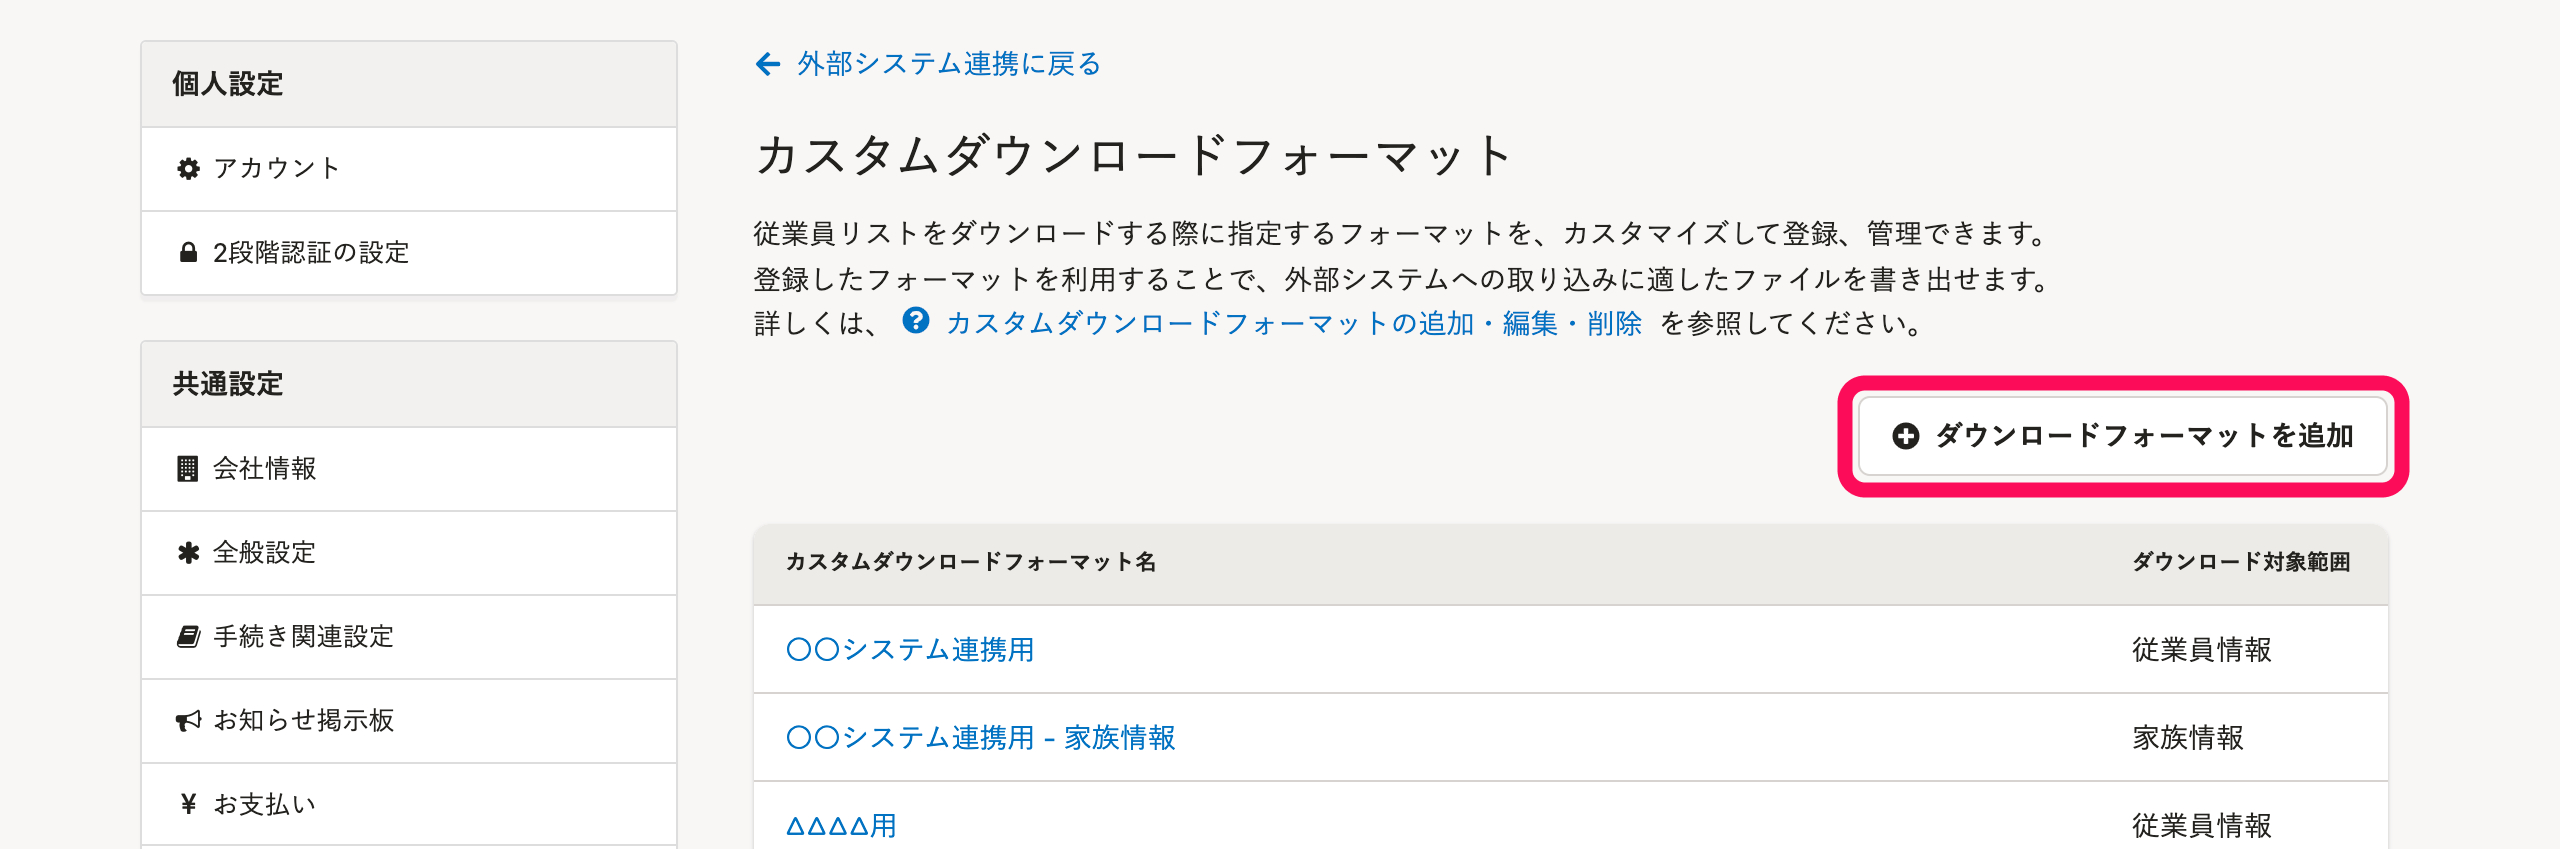 個人設定
アカウント
2段階認証の設定
共通設定
会社情報
全般設定
手続き関連設定
お知らせ掲示板
お支払い
外部システム連携に戻る
カスタムダウンロードフォーマット
従業員リストをダウンロードする際に指定するフォーマットを、カスタマイズして登録、管理できます。
登録したフォーマットを利用することで、外部システムへの取り込みに適したファイルを書き出せます。
詳しくは、 カスタムダウンロードフォーマットの追加・編集・削除 を参照してください。
ダウンロードフォーマットを追加
カスタムダウンロードフォーマット名 ダウンロード対象範囲
〇〇システム連携用 従業員情報
〇〇システム連携用 - 家族情報 家族情報
△△△△用 従業員情報